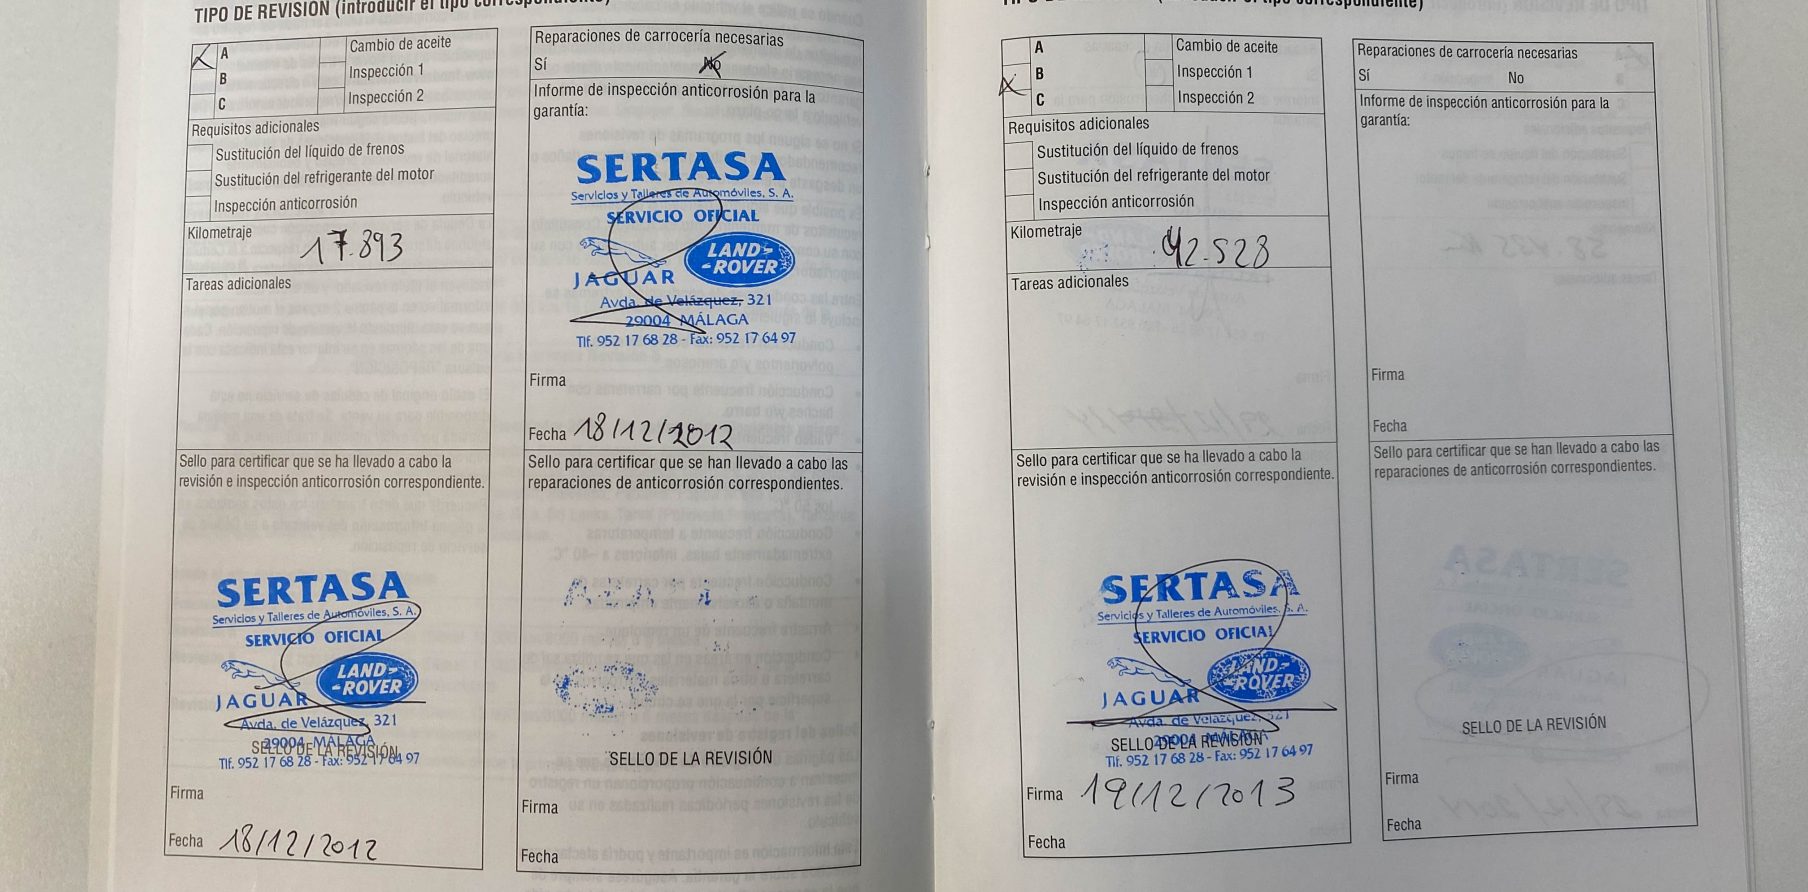 TIPO DE REVISIÓN (introducir el tipo correspondiente)
A
B
C
Cambio de aceite
Inspección 1
Inspección 2
Requisitos adicionales
Sustitución del líquido de frenos
Sustitución del refrigerante del motor
Inspección anticorrosión
Kilometraje
17.893
Tareas adicionales
Sello para certificar que se ha llevado a cabo la
revisión e inspección anticorrosión correspondiente.
SERTASA
Servicios y Talleres de Automóviles, S. A.
SERVICIO OFICIAL
JAGUAR
LAND-
-ROVER
Avda. de Velázquez, 321
29004 MÁLAGA
SELLO DE LA REVISIÓN
Tlf. 952 17 68 28 - Fax: 952 17 64 97
Firma
Fecha 18/12/2012
Reparaciones de carrocería necesarias
Sí No
Informe de inspección anticorrosión para la
garantía:
SERTASA
Servicios y Talleres de Automóviles, S. A.
SERVICIO OFICIAL
JAGUAR
LAND-
-ROVER
Avda. de Velázquez, 321
29004 MÁLAGA
Tlf. 952 17 68 28 - Fax: 952 17 64 97
Firma
Fecha 18/12/2012
Sello para certificar que se han llevado a cabo las
reparaciones de anticorrosión correspondientes.
SELLO DE LA REVISIÓN
Firma
Fecha
A
B
C
Cambio de aceite
Inspección 1
Inspección 2
Requisitos adicionales
Sustitución del líquido de frenos
Sustitución del refrigerante del motor
Inspección anticorrosión
Kilometraje
42.528
Tareas adicionales
Sello para certificar que se ha llevado a cabo la
revisión e inspección anticorrosión correspondiente.
SERTASA
Servicios y Talleres de Automóviles, S. A.
SERVICIO OFICIAL
JAGUAR
LAND-
-ROVER
Avda. de Velázquez, 321
29004 MÁLAGA
SELLO DE LA REVISIÓN
Tlf. 952 17 68 28 - Fax: 952 17 64 97
Firma 19/12/2013
Fecha
Reparaciones de carrocería necesarias
Sí No
Informe de inspección anticorrosión para la
garantía:
Firma
Fecha
Sello para certificar que se han llevado a cabo las
reparaciones de anticorrosión correspondientes.
SELLO DE LA REVISIÓN
Firma
Fecha